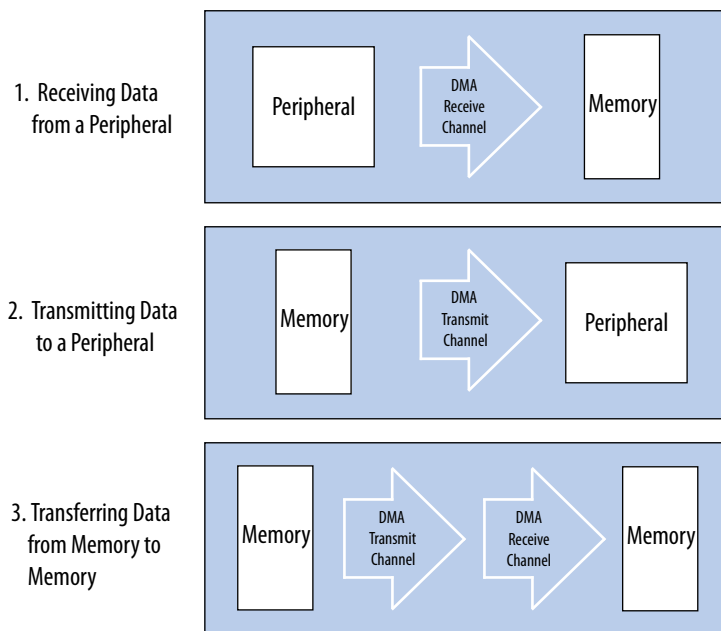 1. Receiving Data
from a Peripheral
Peripheral
DMA
Receive
Channel
Memory
2. Transmitting Data
to a Peripheral
Memory
DMA
Transmit
Channel
Peripheral
3. Transferring Data
from Memory to
Memory
Memory
DMA
Transmit
Channel
DMA
Receive
Channel
Memory